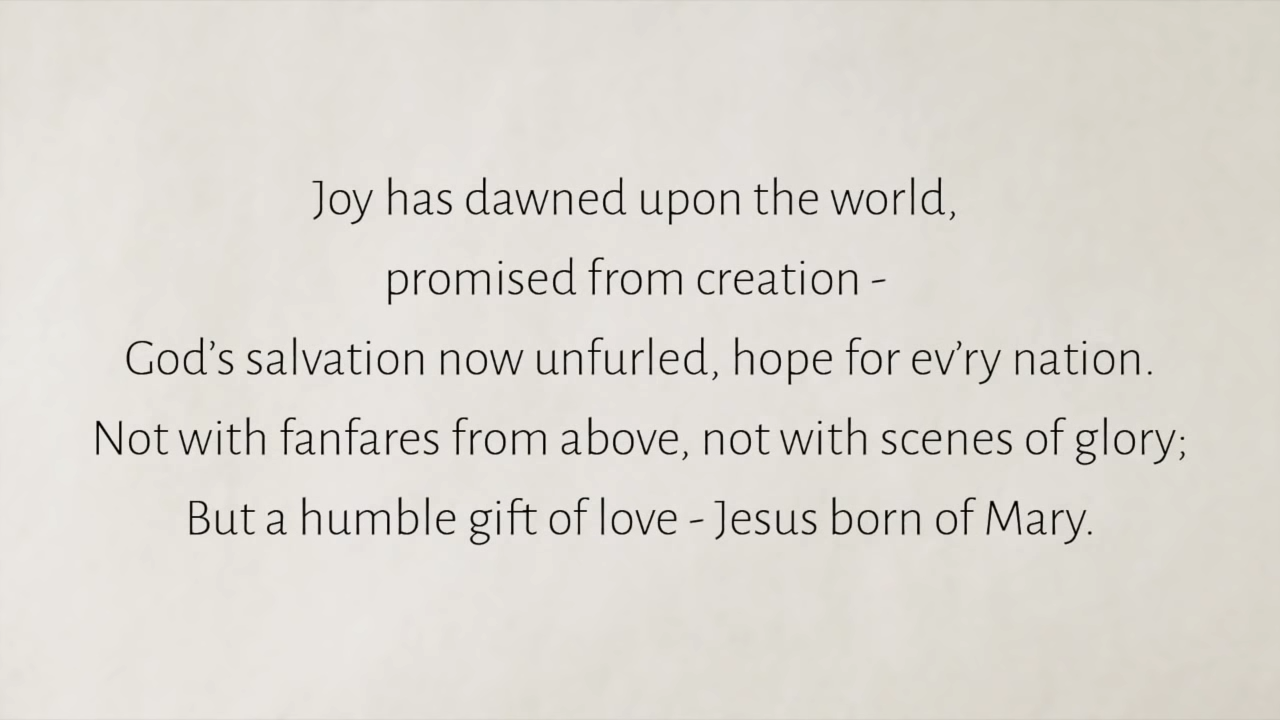 Joy has dawned upon the world,
promised from creation -
God’s salvation now unfurled, hope for ev’ry nation.
Not with fanfares from above, not with scenes of glory;
But a humble gift of love - Jesus born of Mary.